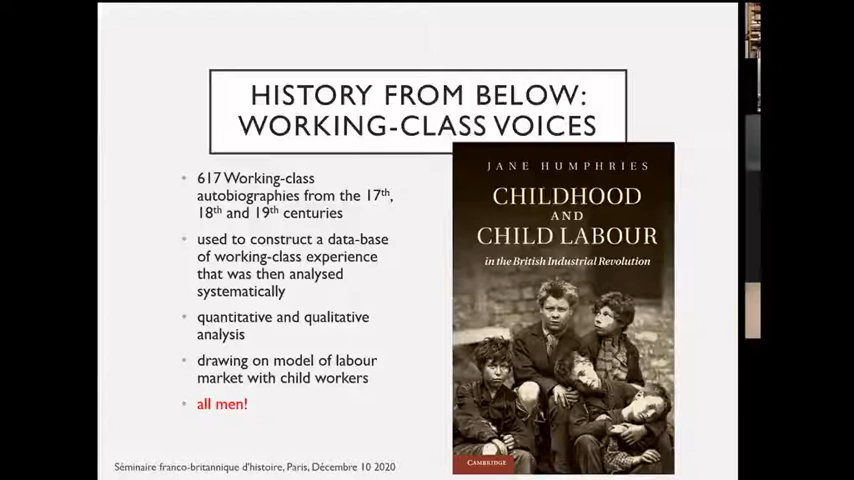 HISTORY FROM BELOW:
WORKING-CLASS VOICES
• 617 Working-class
autobiographies from the 17th,
18th and 19th centuries
• used to construct a data-base
of working-class experience
that was then analysed
systematically
• quantitative and qualitative
analysis
• drawing on model of labour
market with child workers
• all men!
JANE HUMPHRIES
CHILDHOOD
AND
CHILD LABOUR
in the British Industrial Revolution
CAMBRIDGE
Séminaire franco-britannique d'histoire, Paris, Décembre 10 2020